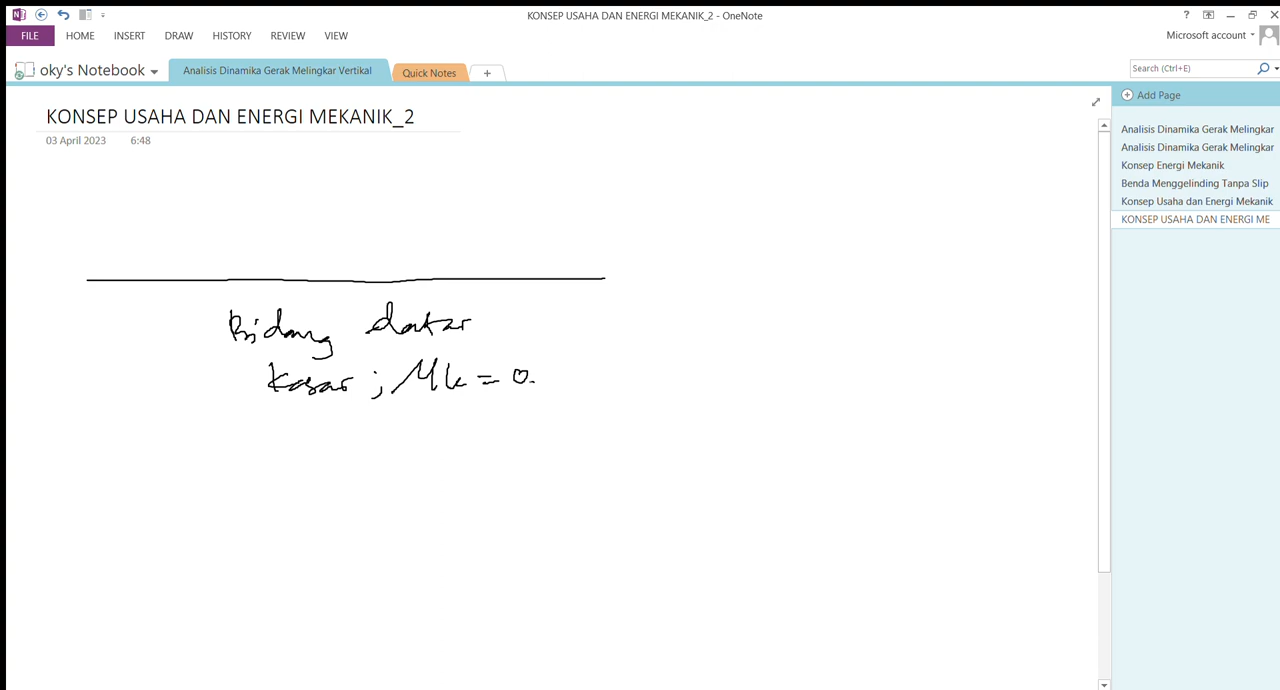 KONSEP USAHA DAN ENERGI MEKANIK_2 - OneNote
?
FILE HOME INSERT DRAW HISTORY REVIEW VIEW
Microsoft account
oky's Notebook
Analisis Dinamika Gerak Melingkar Vertikal
Quick Notes
+
Search (Ctrl+E)
KONSEP USAHA DAN ENERGI MEKANIK_2
03 April 2023 6:48
Bidang datar
Kasar ; μk = 0.
Add Page
Analisis Dinamika Gerak Melingkar
Analisis Dinamika Gerak Melingkar
Konsep Energi Mekanik
Benda Menggelinding Tanpa Slip
Konsep Usaha dan Energi Mekanik
KONSEP USAHA DAN ENERGI ME